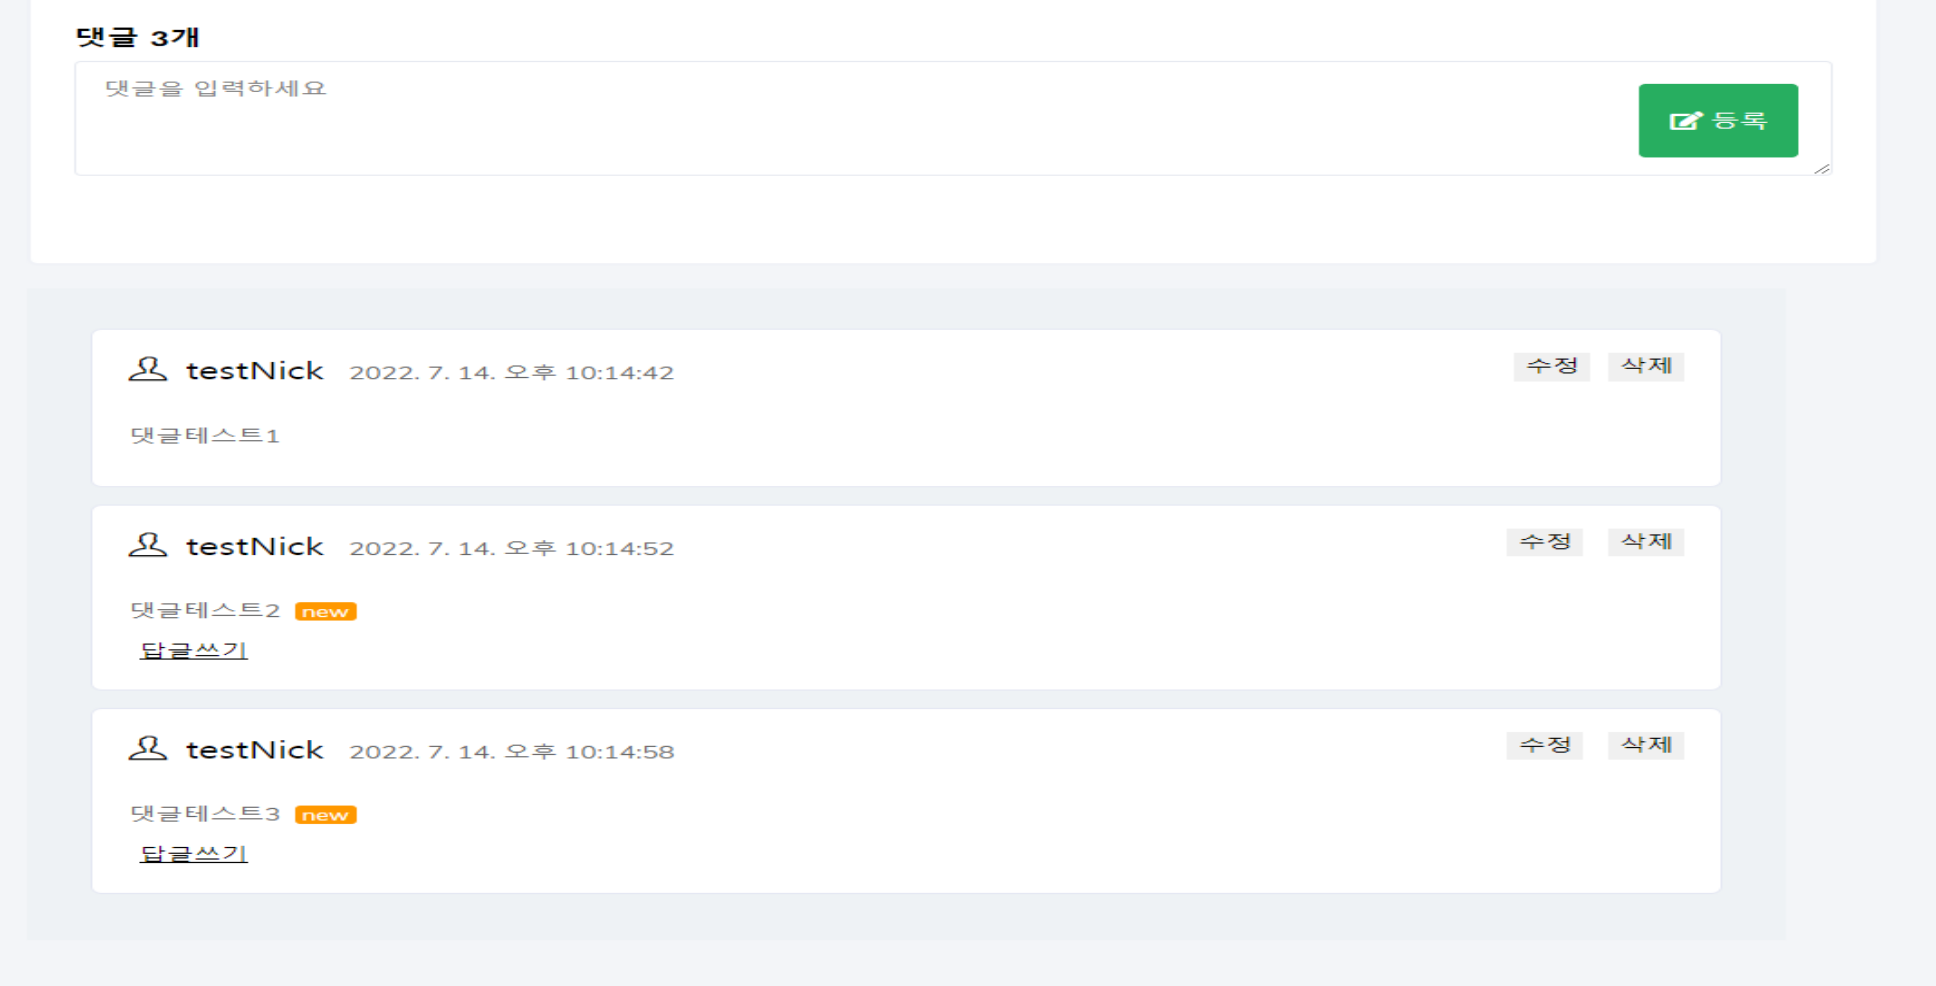 댓글 3개
댓글을 입력하세요
등록
testNick 2022. 7. 14. 오후 10:14:42 수정 삭제
댓글테스트1
testNick 2022. 7. 14. 오후 10:14:52 수정 삭제
댓글테스트2 new
답글쓰기
testNick 2022. 7. 14. 오후 10:14:58 수정 삭제
댓글테스트3 new
답글쓰기